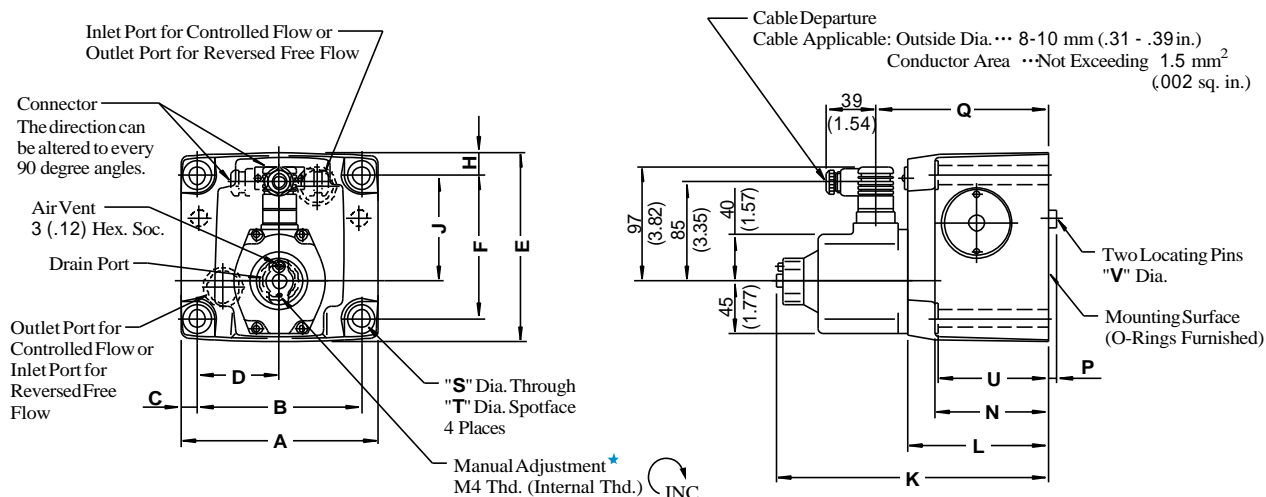 Inlet Port for Controlled Flow or
Outlet Port for Reversed Free Flow
Connector
The direction can
be altered to every
90 degree angles.
Air Vent
3 (.12) Hex. Soc.
Drain Port
Outlet Port for
Controlled Flow or
Inlet Port for
Reversed Free
Flow
C
D
B
A
H
J
F
E
"S" Dia. Through
"T" Dia. Spotface
4 Places
Manual Adjustment★
M4 Thd. (Internal Thd.)
INC
Cable Departure
Cable Applicable: Outside Dia. ••• 8-10 mm (.31 - .39 in.)
Conductor Area •••Not Exceeding 1.5 mm²
(.002 sq. in.)
39
(1.54)
Q
97
(3.82)
85
(3.35)
40
(1.57)
45
(1.77)
Two Locating Pins
"V" Dia.
Mounting Surface
(O-Rings Furnished)
P
U
N
L
K